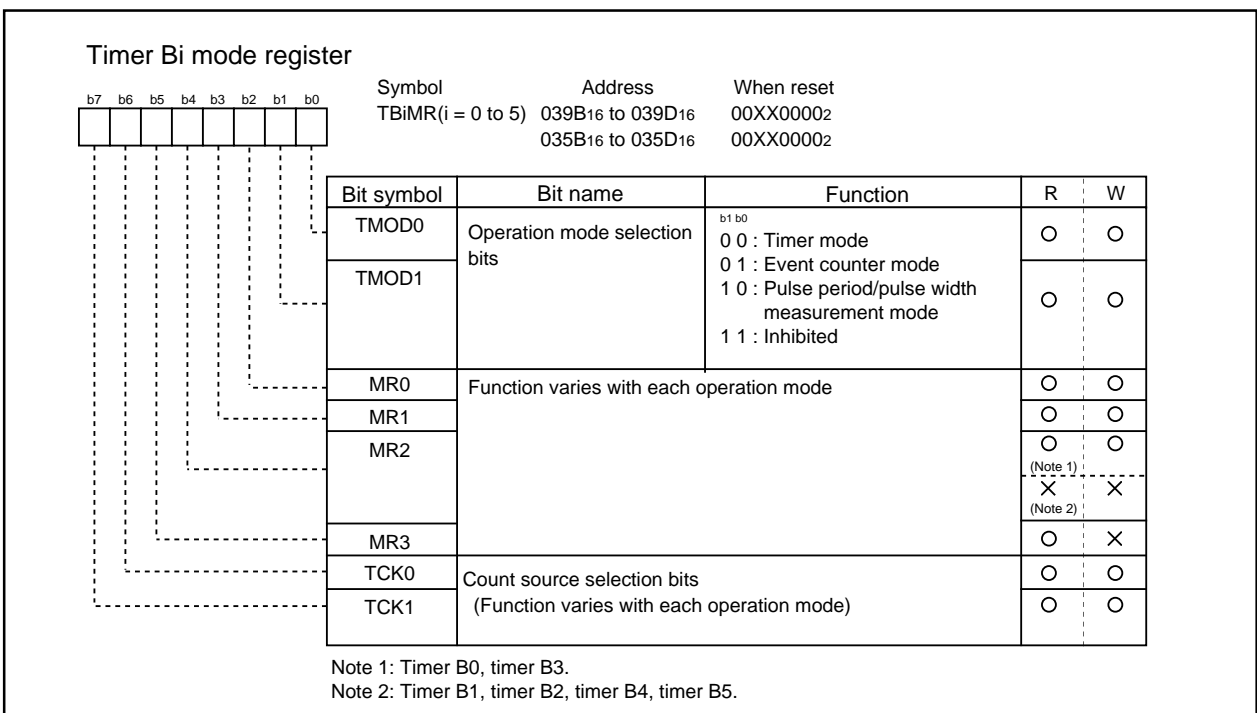 Timer Bi mode register
b7 b6 b5 b4 b3 b2 b1 b0
Symbol Address When reset
TBiMR(i = 0 to 5) 039B16 to 039D16 00XX00002
035B16 to 035D16 00XX00002
Bit symbol Bit name Function R W
TMOD0 Operation mode selection bits
b1 b0
0 0 : Timer mode
0 1 : Event counter mode
TMOD1
1 0 : Pulse period/pulse width
measurement mode
1 1 : Inhibited
MR0 Function varies with each operation mode
MR1
MR2
(Note 1)
(Note 2)
MR3
TCK0 Count source selection bits
TCK1 (Function varies with each operation mode)
Note 1: Timer B0, timer B3.
Note 2: Timer B1, timer B2, timer B4, timer B5.